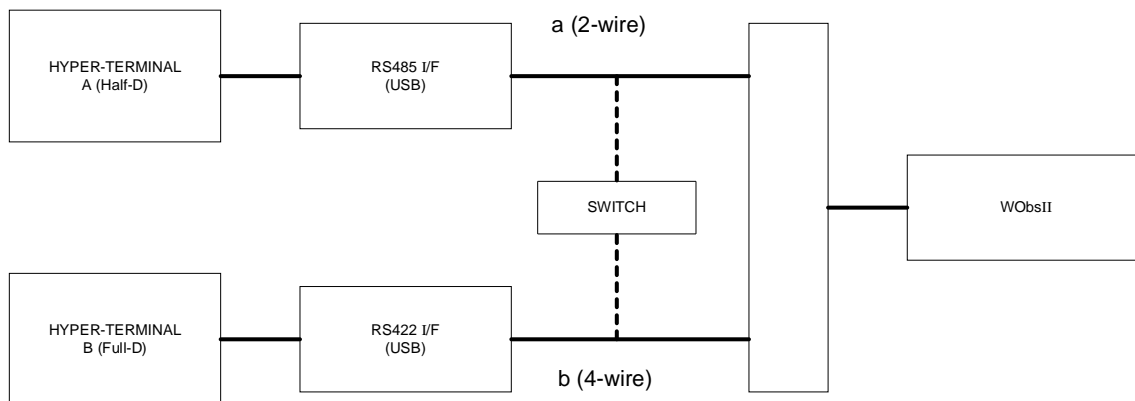 a (2-wire)
HYPER-TERMINAL
A (Half-D)
RS485 I/F
(USB)
SWITCH
WObsII
HYPER-TERMINAL
B (Full-D)
RS422 I/F
(USB)
b (4-wire)